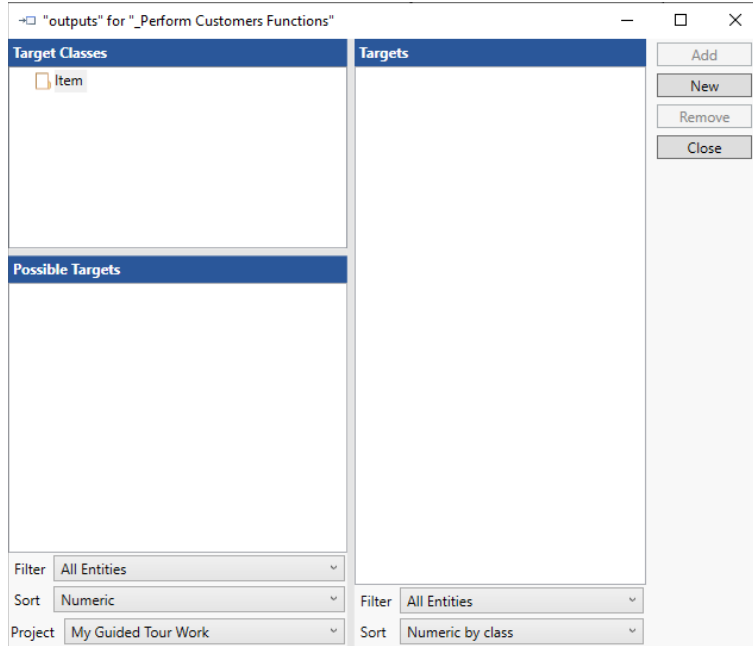 "outputs" for "_Perform Customers Functions"
Target Classes
Item
Possible Targets
Filter All Entities
Sort Numeric
Project My Guided Tour Work
Targets
Filter All Entities
Sort Numeric by class
Add
New
Remove
Close